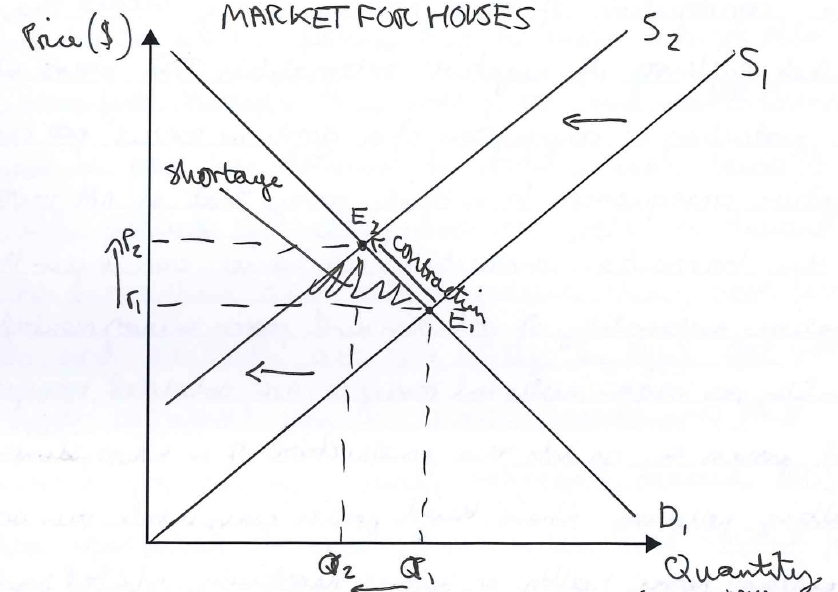 MARKET FOR HOUSES
Price ($)
S2
S1
shortage
E2
contraction
P2
P1
E1
D1
Q2
Q1
Quantity